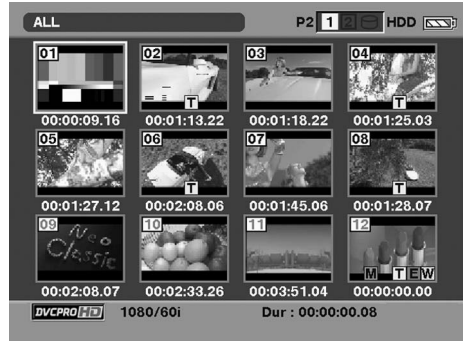 ALL P2 1 2 HDD
01 02 03 04
T T
00:00:09.16 00:01:13.22 00:01:18.22 00:01:25.03
05 06 07 08
T T
00:01:27.12 00:02:08.06 00:01:45.06 00:01:28.07
09 10 11 12
Neo
Classic
M T E W
00:02:08.07 00:02:33.26 00:03:51.04 00:00:00.00
DVCPRO HD 1080/60i Dur : 00:00:00.08